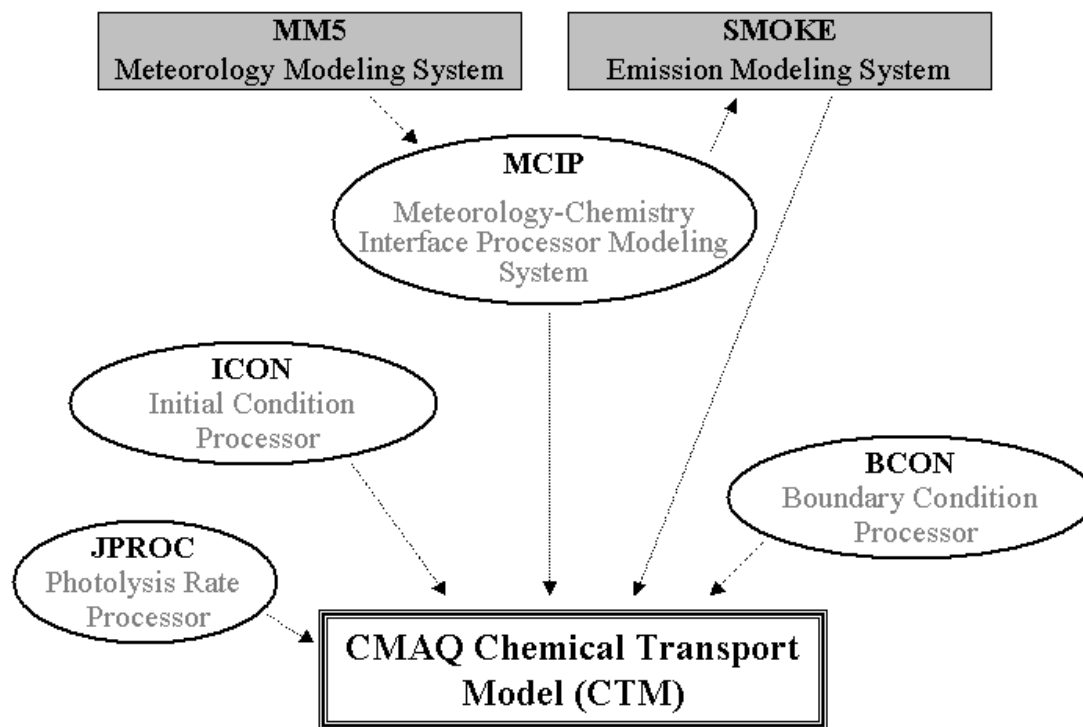 MM5
Meteorology Modeling System
SMOKE
Emission Modeling System
MCIP
Meteorology-Chemistry
Interface Processor Modeling
System
ICON
Initial Condition
Processor
BCON
Boundary Condition
Processor
JPROC
Photolysis Rate
Processor
CMAQ Chemical Transport
Model (CTM)